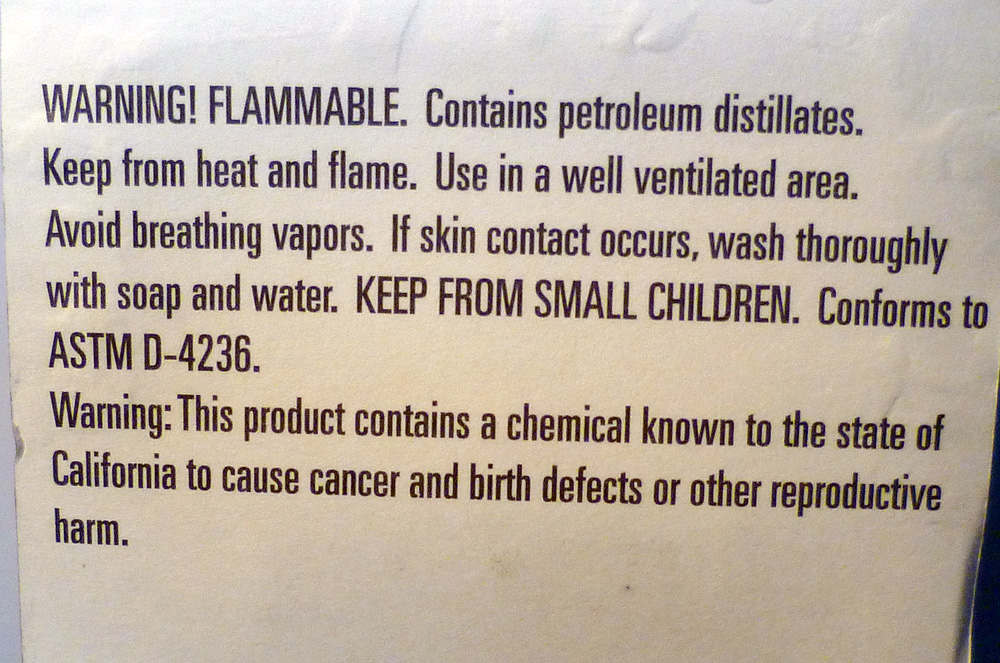 WARNING! FLAMMABLE. Contains petroleum distillates.
Keep from heat and flame. Use in a well ventilated area.
Avoid breathing vapors. If skin contact occurs, wash thoroughly
with soap and water. KEEP FROM SMALL CHILDREN. Conforms to
ASTM D-4236.
Warning: This product contains a chemical known to the state of
California to cause cancer and birth defects or other reproductive
harm.